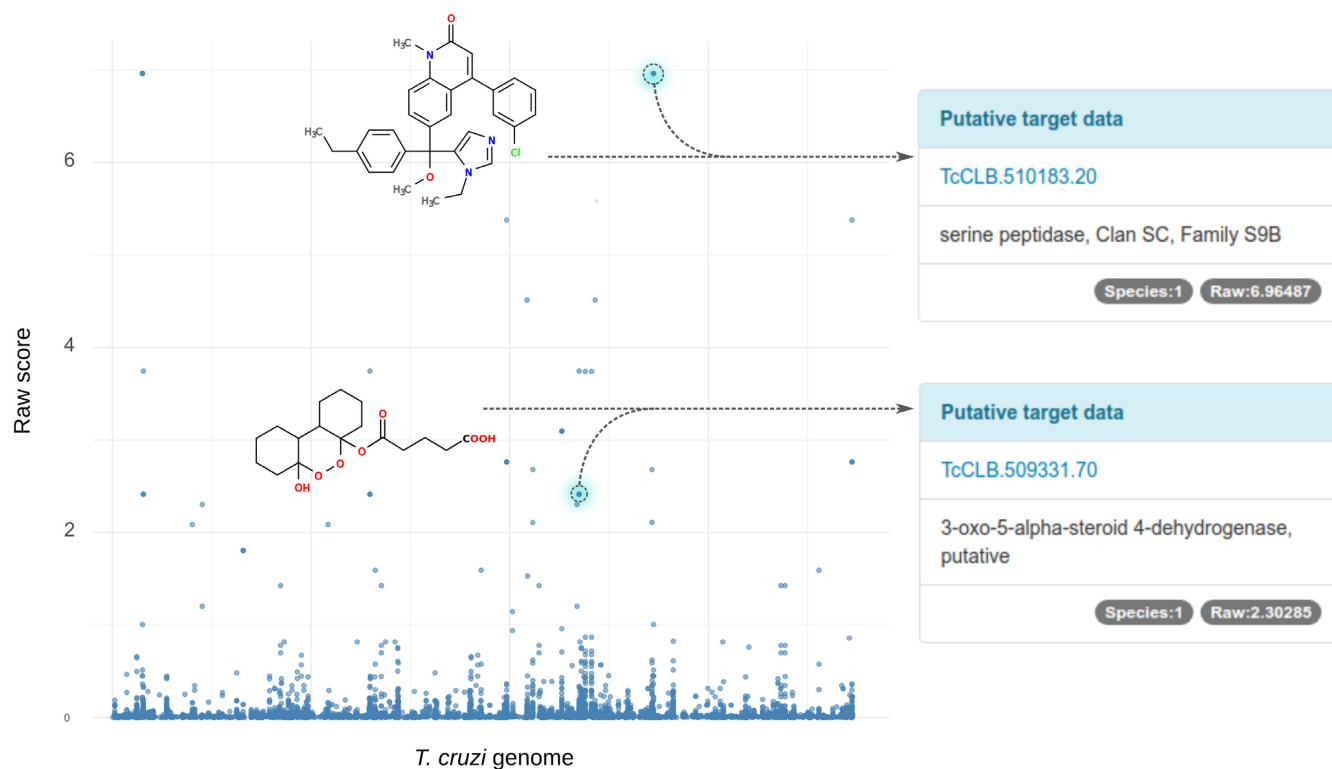 O
H₃C
N
N
Cl
H₃C
O
H₃C
N
H₃C
6
4
2
0
Raw score
T. cruzi genome
O
O
COOH
O
O
OH
Putative target data
TcCLB.510183.20
serine peptidase, Clan SC, Family S9B
Species:1 Raw:6.96487
Putative target data
TcCLB.509331.70
3-oxo-5-alpha-steroid 4-dehydrogenase,
putative
Species:1 Raw:2.30285